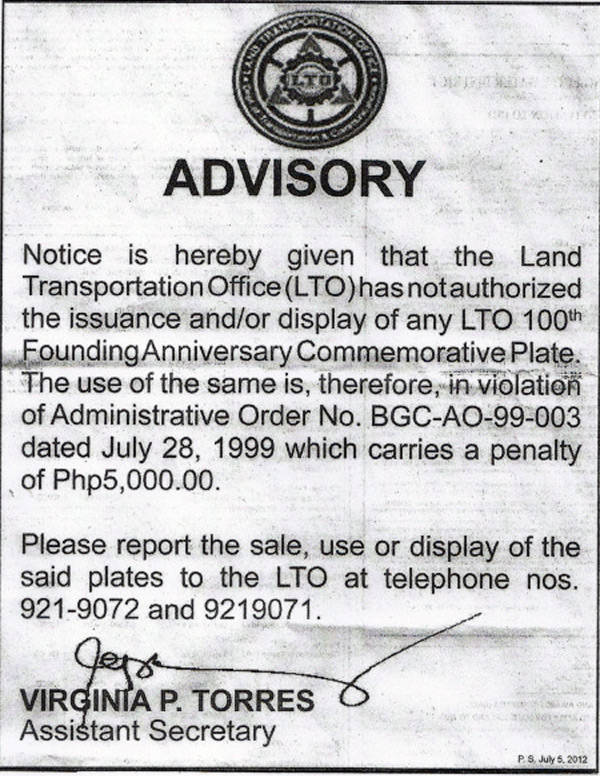 LAND TRANSPORTATION OFFICE
LTO
ADVISORY
Notice is hereby given that the Land
Transportation Office (LTO) has not authorized
the issuance and/or display of any LTO 100th
Founding Anniversary Commemorative Plate.
The use of the same is, therefore, in violation
of Administrative Order No. BGC-AO-99-003
dated July 28, 1999 which carries a penalty
of Php5,000.00.
Please report the sale, use or display of the
said plates to the LTO at telephone nos.
921-9072 and 9219071.
VIRGINIA P. TORRES
Assistant Secretary
P. S. July 5, 2012